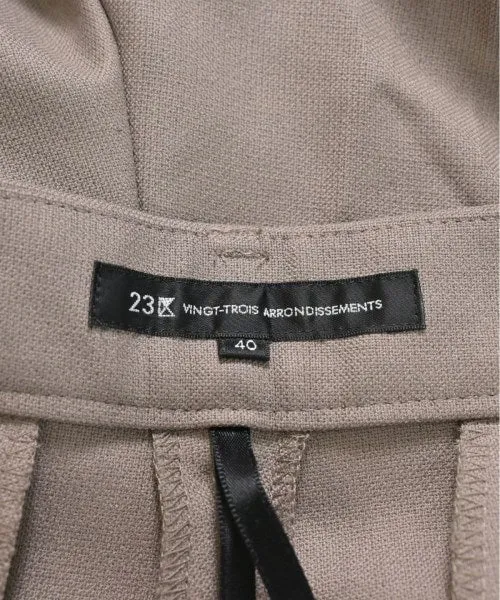 23区 VINGT-TROIS ARRONDISSEMENTS
40